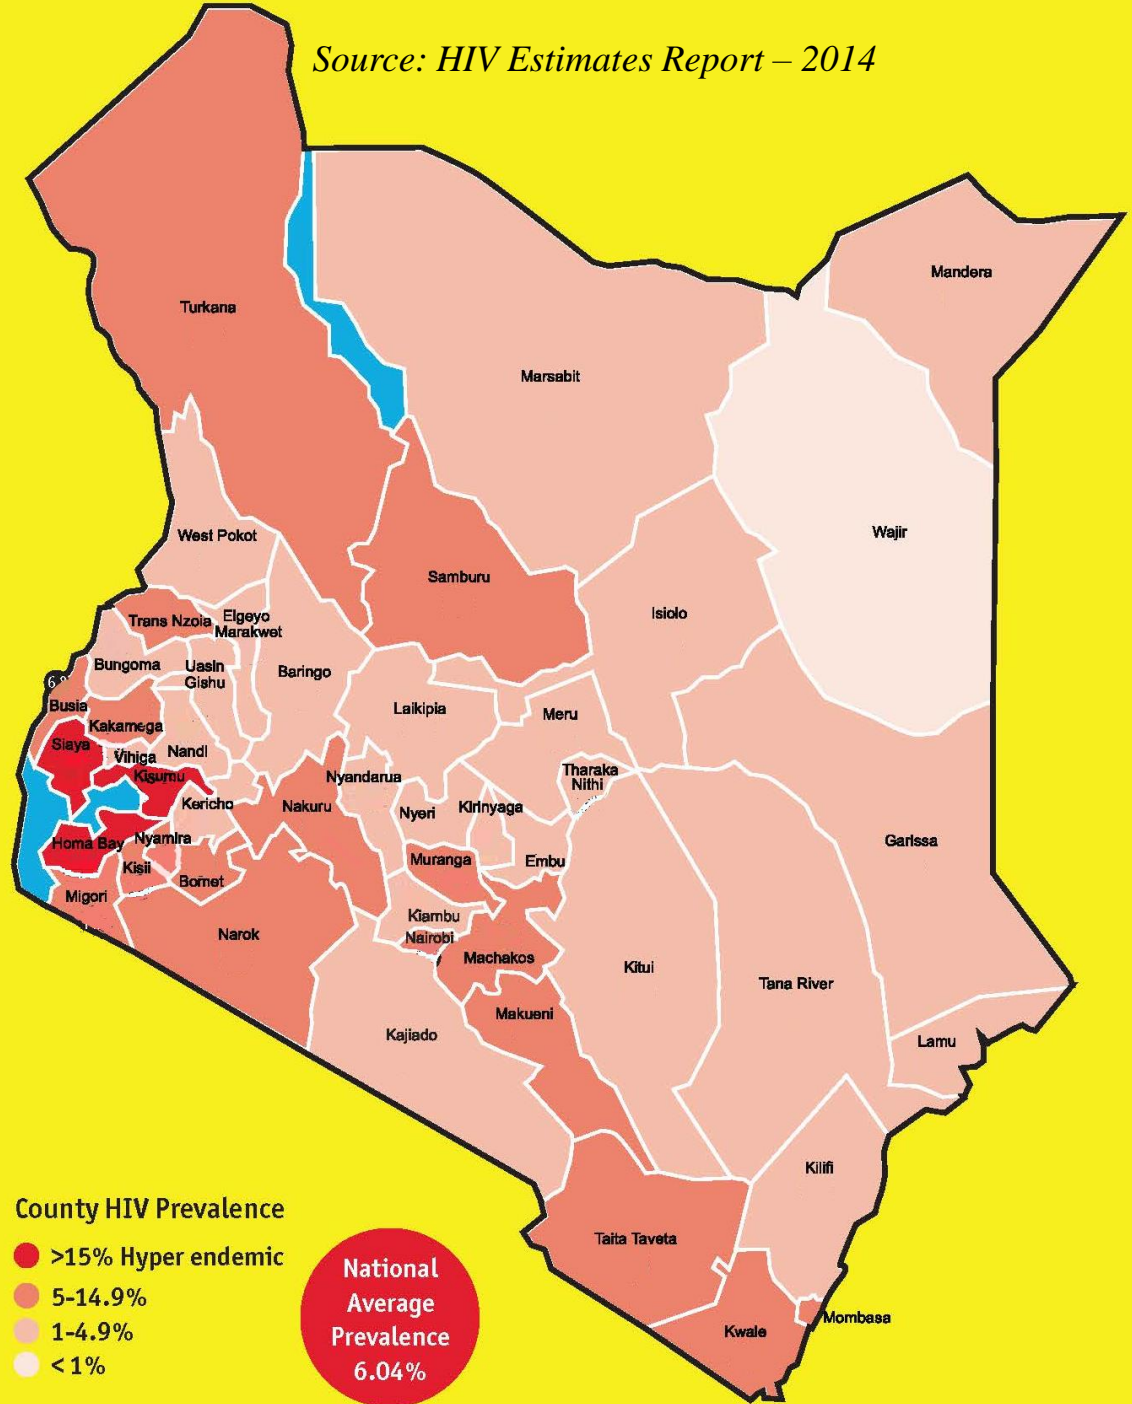 Source: HIV Estimates Report – 2014
Mandera
Turkana
Marsabit
West Pokot
Wajir
Samburu
Isiolo
Trans Nzoia
Elgeyo
Marakwet
Bungoma
Uasin
Gishu
Baringo
Busia
Laikipia
Meru
Kakamega
Siaya
Vihiga
Nandi
Kisumu
Nyandarua
Tharaka
Nithi
Kericho
Nakuru
Nyeri
Kirinyaga
Homa Bay
Nyamira
Garissa
Kisii
Muranga
Embu
Bomet
Migori
Kiambu
Narok
Nairobi
Machakos
Kitui
Tana River
Makueni
Kajiado
Lamu
Kilifi
Taita Taveta
Kwale
Mombasa
County HIV Prevalence
>15% Hyper endemic
5-14.9%
1-4.9%
< 1%
National
Average
Prevalence
6.04%